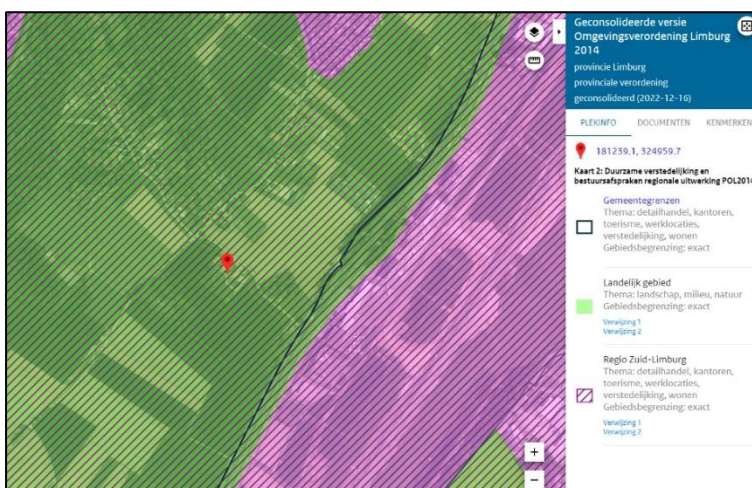 Geconsolideerde versie
Omgevingsverordening Limburg
2014
provincie Limburg
provinciale verordening
geconsolideerd (2022-12-16)
PLEKINFO DOCUMENTEN KENMERKEN
181239.1, 324959.7
Kaart 2: Duurzame verstedelijking en
bestuursafspraken regionale uitwerking POL2014
Gemeentegrenzen
Thema: detailhandel, kantoren,
toerisme, werklocaties,
verstedelijking, wonen
Gebiedsbegrenzing: exact
Landelijk gebied
Thema: landschap, milieu, natuur
Gebiedsbegrenzing: exact
Verwijzing 1
Verwijzing 2
Regio Zuid-Limburg
Thema: detailhandel, kantoren,
toerisme, werklocaties,
verstedelijking, wonen
Gebiedsbegrenzing: exact
Verwijzing 1
Verwijzing 2
+
−